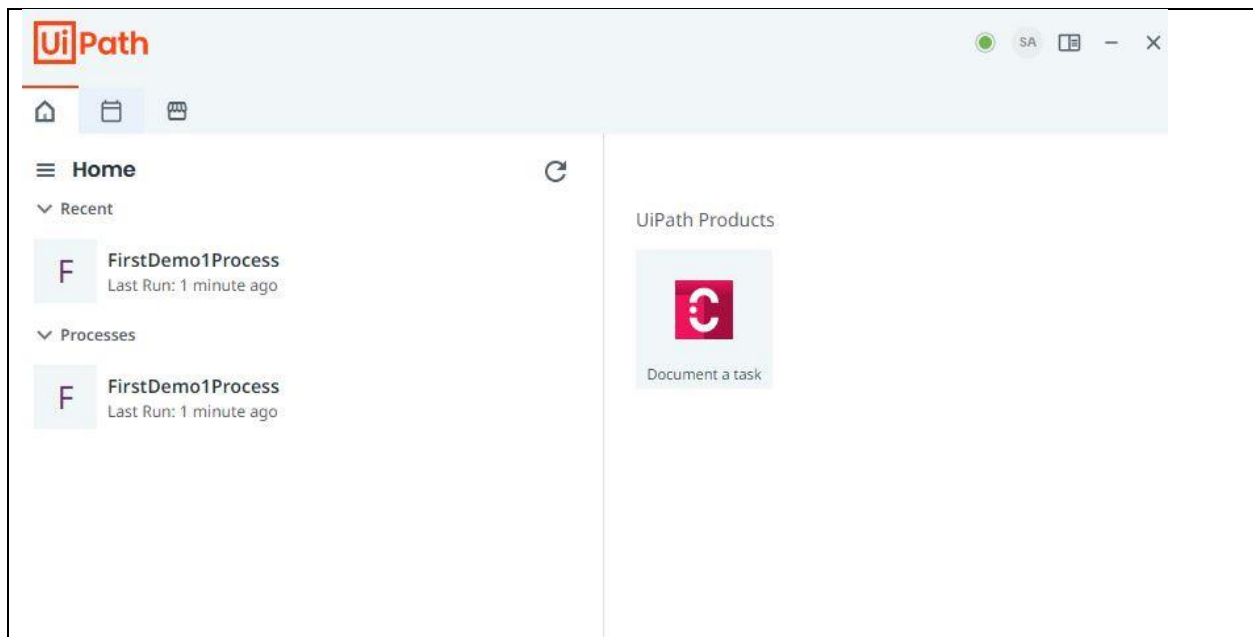 UiPath
SA
Home
Recent
F
FirstDemo1Process
Last Run: 1 minute ago
Processes
F
FirstDemo1Process
Last Run: 1 minute ago
UiPath Products
Document a task